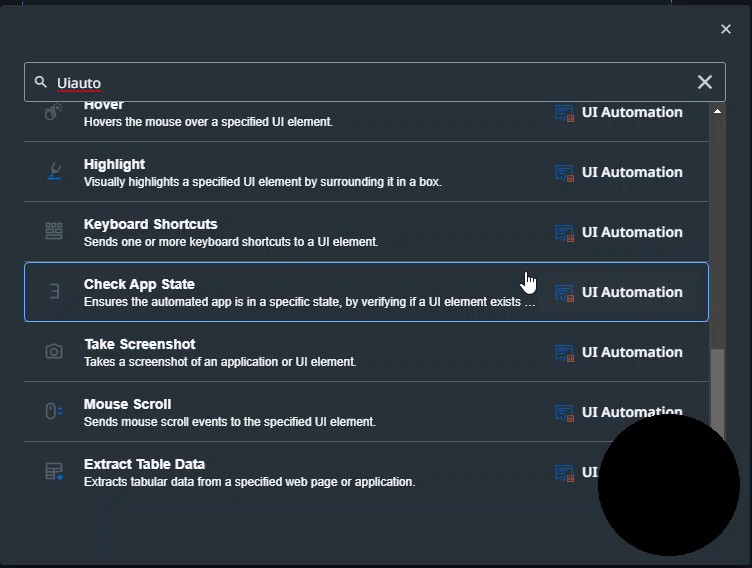 Uiauto
Hover
UI Automation
Hovers the mouse over a specified UI element.
Highlight
UI Automation
Visually highlights a specified UI element by surrounding it in a box.
Keyboard Shortcuts
UI Automation
Sends one or more keyboard shortcuts to a UI element.
Check App State
UI Automation
Ensures the automated app is in a specific state, by verifying if a UI element exists ...
Take Screenshot
UI Automation
Takes a screenshot of an application or UI element.
Mouse Scroll
UI Automation
Sends mouse scroll events to the specified UI element.
Extract Table Data
UI
Extracts tabular data from a specified web page or application.